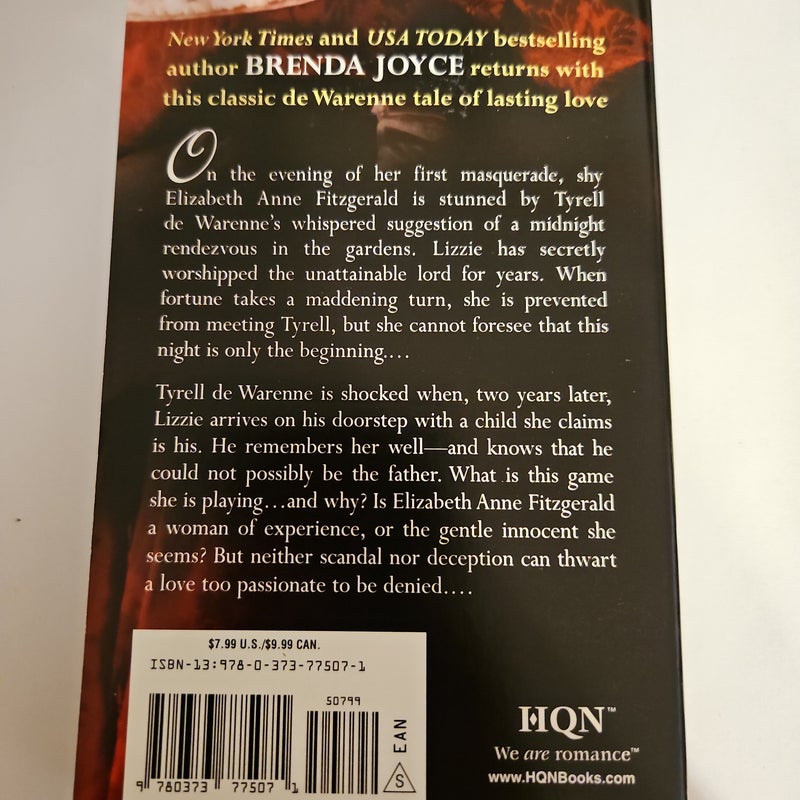 New York Times and USA TODAY bestselling
author BRENDA JOYCE returns with
this classic de Warenne tale of lasting love
On the evening of her first masquerade, shy
Elizabeth Anne Fitzgerald is stunned by Tyrell
de Warenne's whispered suggestion of a midnight
rendezvous in the gardens. Lizzie has secretly
worshipped the unattainable lord for years. When
fortune takes a maddening turn, she is prevented
from meeting Tyrell, but she cannot foresee that this
night is only the beginning....
Tyrell de Warenne is shocked when, two years later,
Lizzie arrives on his doorstep with a child she claims
is his. He remembers her well—and knows that he
could not possibly be the father. What is this game
she is playing...and why? Is Elizabeth Anne Fitzgerald
a woman of experience, or the gentle innocent she
seems? But neither scandal nor deception can thwart
a love too passionate to be denied....
$7.99 U.S./$9.99 CAN.
ISBN-13:978-0-373-77507-1
50799
EAN
9 780373 77507 1
S
HQN™
We are romance™
www.HQNBooks.com